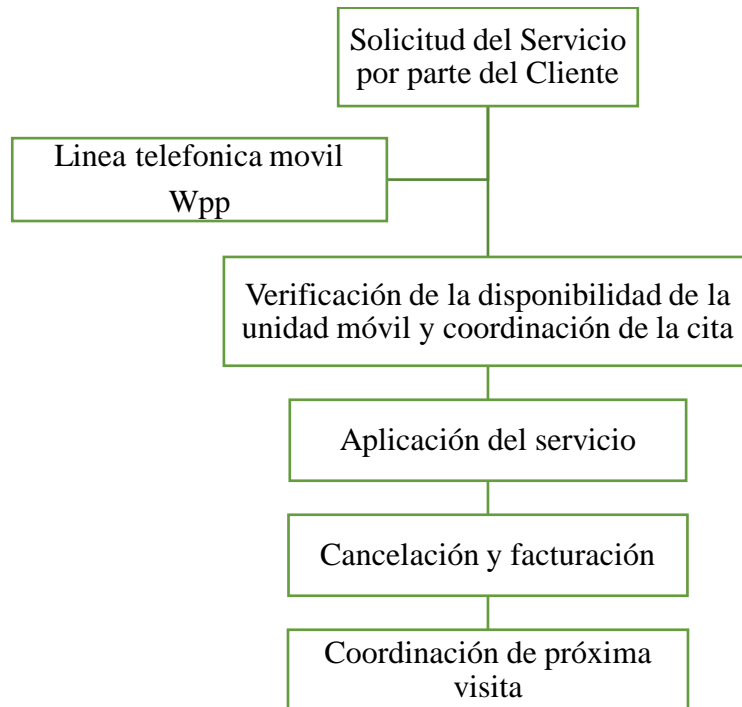 Solicitud del Servicio
por parte del Cliente
Linea telefonica movil
Wpp
Verificación de la disponibilidad de la
unidad móvil y coordinación de la cita
Aplicación del servicio
Cancelación y facturación
Coordinación de próxima
visita